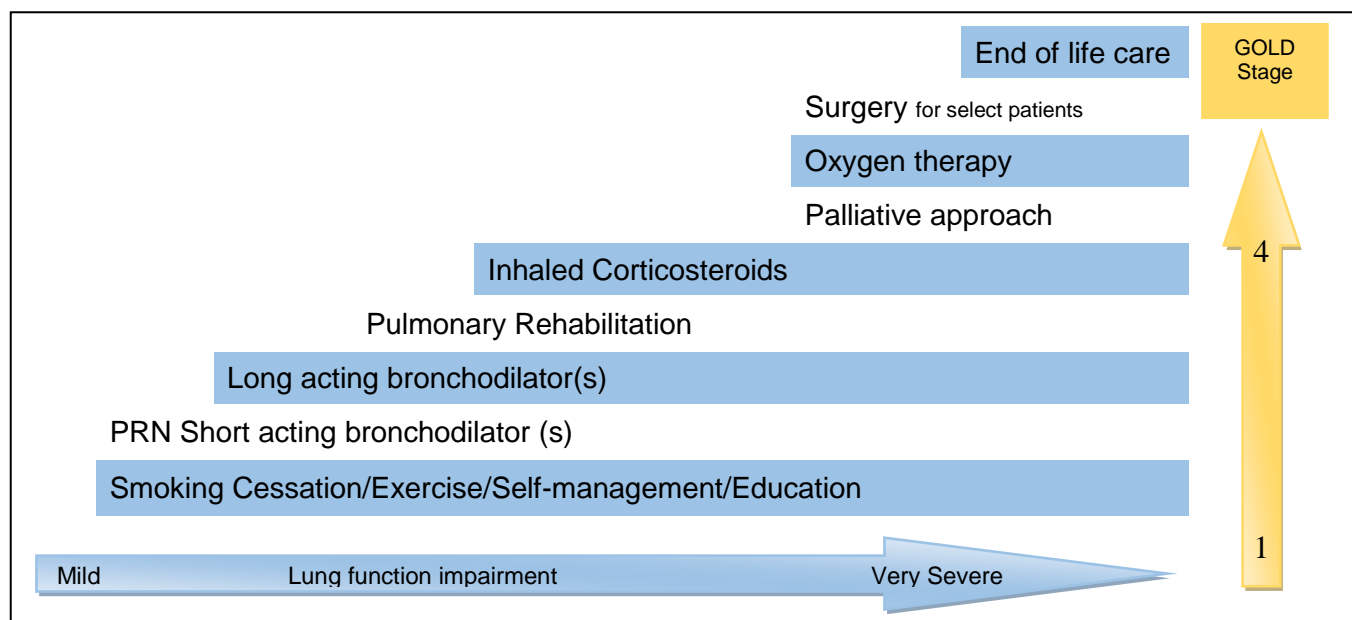 End of life care
GOLD
Stage
Surgery for select patients
Oxygen therapy
Palliative approach
4
Inhaled Corticosteroids
Pulmonary Rehabilitation
Long acting bronchodilator(s)
PRN Short acting bronchodilator (s)
Smoking Cessation/Exercise/Self-management/Education
1
Mild Lung function impairment Very Severe